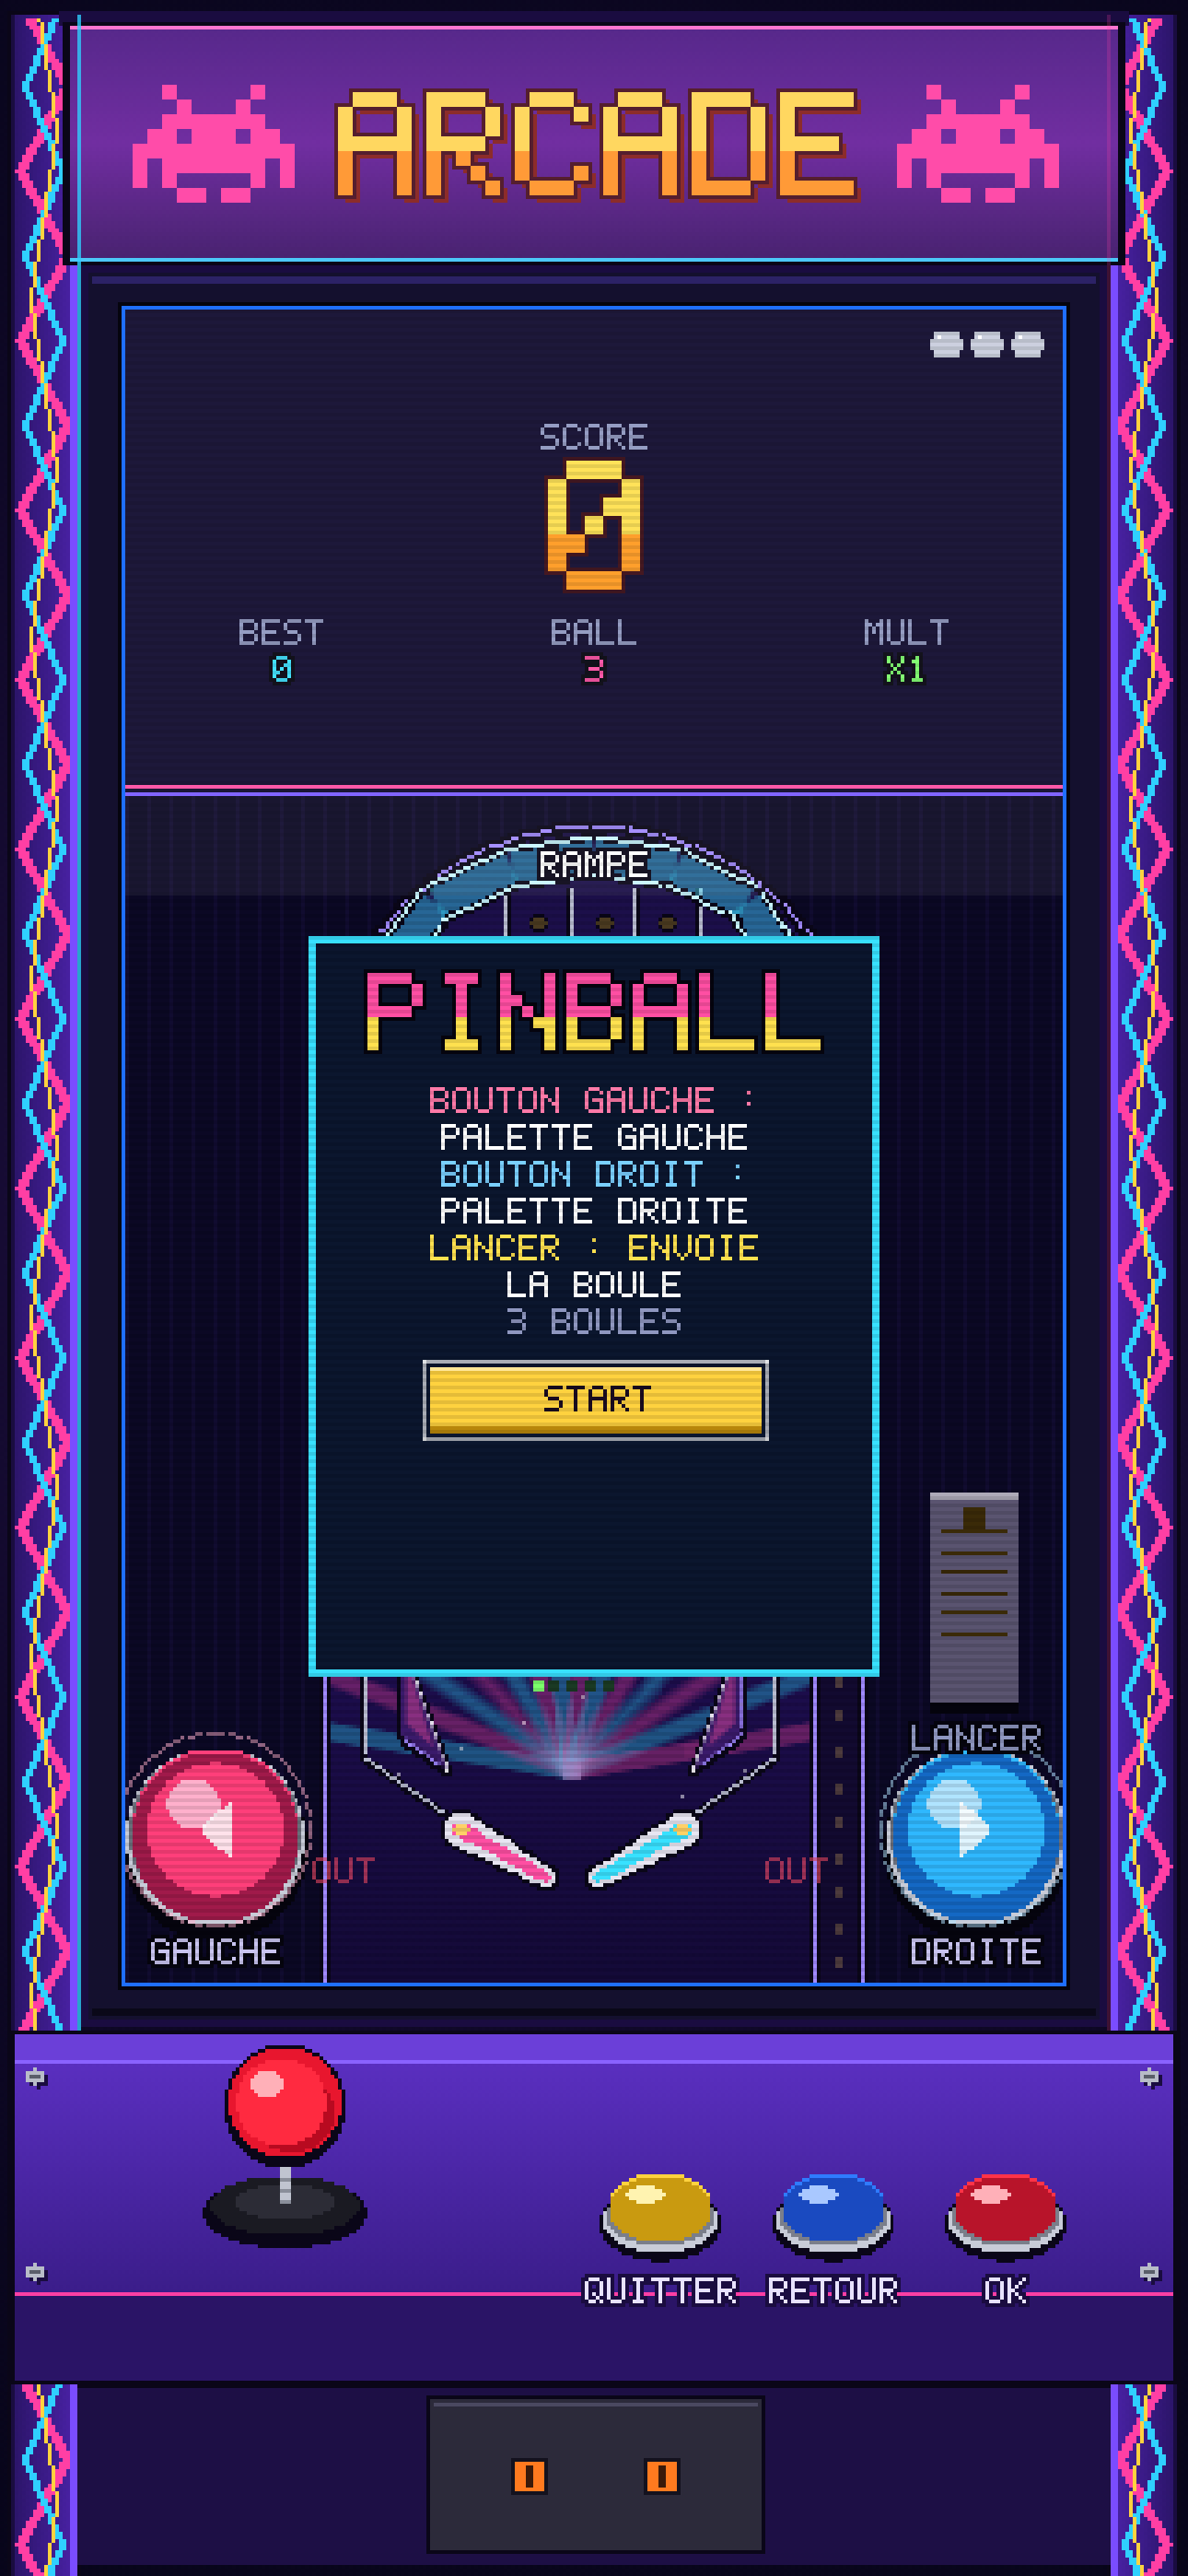 ARCADE
SCORE
0
BEST BALL MULT
0 3 X1
RAMPE
PINBALL
BOUTON GAUCHE :
PALETTE GAUCHE
BOUTON DROIT :
PALETTE DROITE
LANCER : ENVOIE
LA BOULE
3 BOULES
START
LANCER
OUT OUT
GAUCHE DROITE
QUITTER RETOUR OK